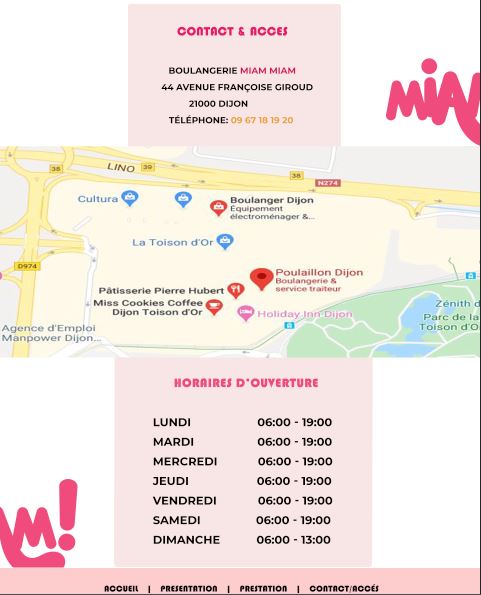 CONTACT & ACCES
BOULANGERIE MIAM MIAM
44 AVENUE FRANÇOISE GIROUD
21000 DIJON
TÉLÉPHONE: 09 67 18 19 20
MIAM
38
LINO
39
38
N274
Cultura
Boulanger Dijon
Équipement
électroménager &...
La Toison d'Or
D974
Poulaillon Dijon
Boulangerie &
service traiteur
Pâtisserie Pierre Hubert
Miss Cookies Coffee
Dijon Toison d'Or
Holiday Inn Dijon
Zénith d
Parc de la
Toison d'O
Agence d'Emploi
Manpower Dijon...
HORAIRES D'OUVERTURE
LUNDI 06:00 - 19:00
MARDI 06:00 - 19:00
MERCREDI 06:00 - 19:00
JEUDI 06:00 - 19:00
VENDREDI 06:00 - 19:00
SAMEDI 06:00 - 19:00
DIMANCHE 06:00 - 13:00
M!
ACCUEIL | PRESENTATION | PRESTATION | CONTACT/ACCÉS